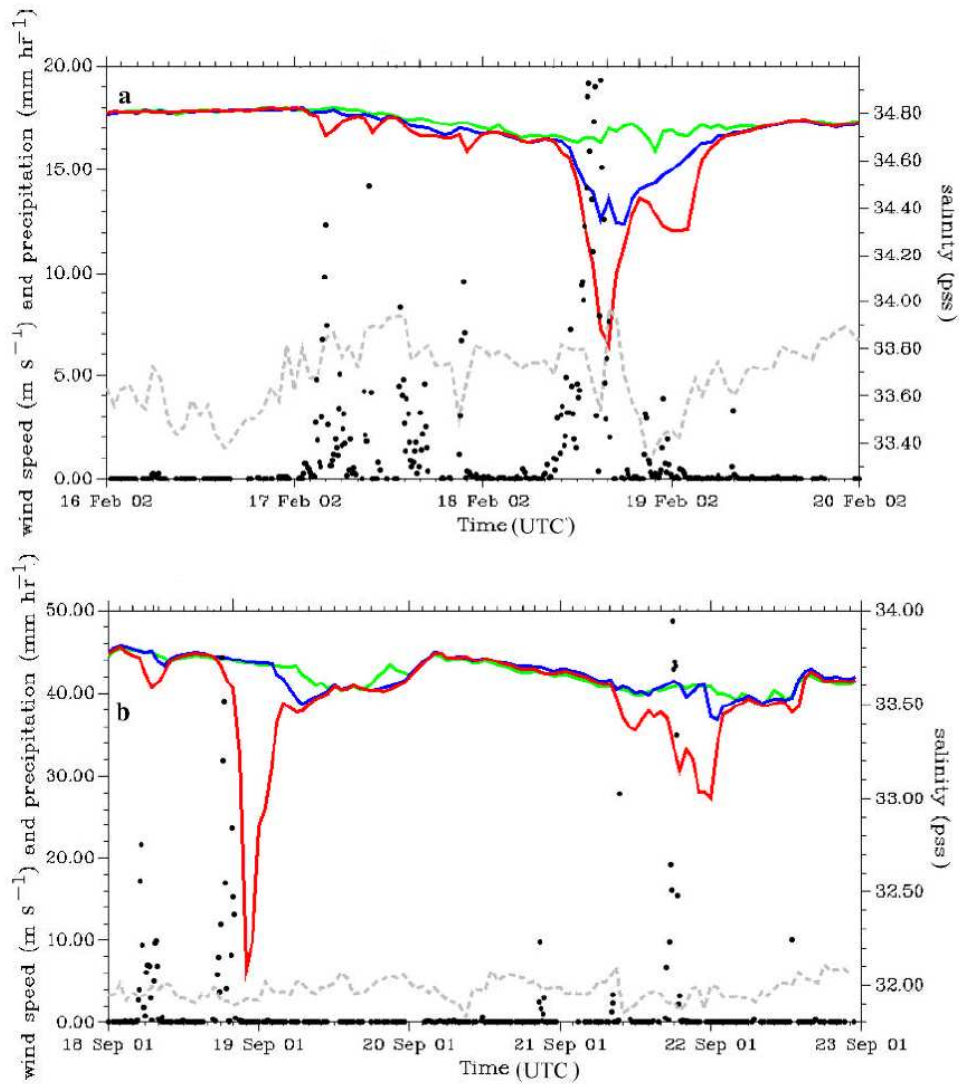 wind speed (m s⁻¹) and precipitation (mm hr⁻¹)
20.00
15.00
10.00
5.00
0.00
a
34.80
34.60
34.40
34.20
34.00
33.80
33.60
33.40
salinity (pss)
16 Feb 02
17 Feb 02
18 Feb 02
19 Feb 02
20 Feb 02
Time (UTC)
wind speed (m s⁻¹) and precipitation (mm hr⁻¹)
50.00
40.00
30.00
20.00
10.00
0.00
b
34.00
33.50
33.00
32.50
32.00
salinity (pss)
18 Sep 01
19 Sep 01
20 Sep 01
21 Sep 01
22 Sep 01
23 Sep 01
Time (UTC)